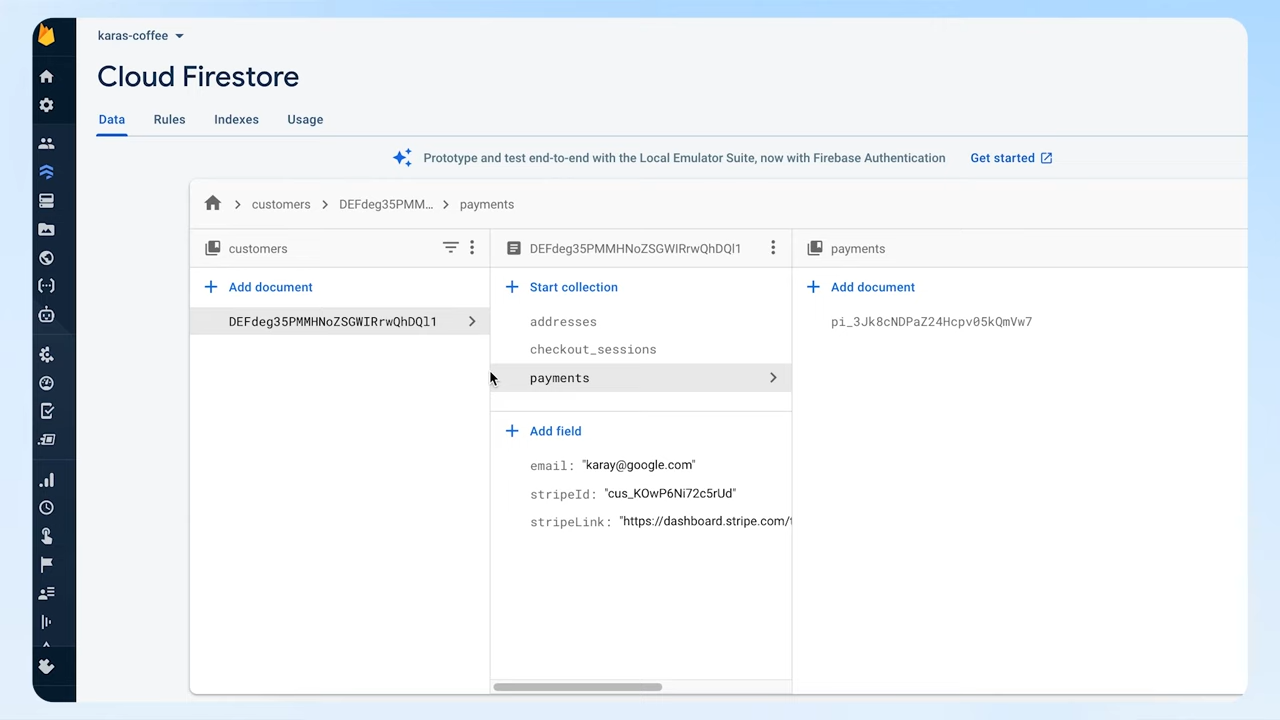 karas-coffee
Cloud Firestore
Data Rules Indexes Usage
Prototype and test end-to-end with the Local Emulator Suite, now with Firebase Authentication Get started
customers DEFdeg35PMM... payments
customers
Add document
DEFdeg35PMMHNoZSGWIRrwQhDQl1
DEFdeg35PMMHNoZSGWIRrwQhDQl1
Start collection
addresses
checkout_sessions
payments
Add field
email: "karay@google.com"
stripeId: "cus_KOwP6Ni72c5rUd"
stripeLink: "https://dashboard.stripe.com/t
payments
Add document
pi_3Jk8cNDPaZ24Hcpv05kQmVw7